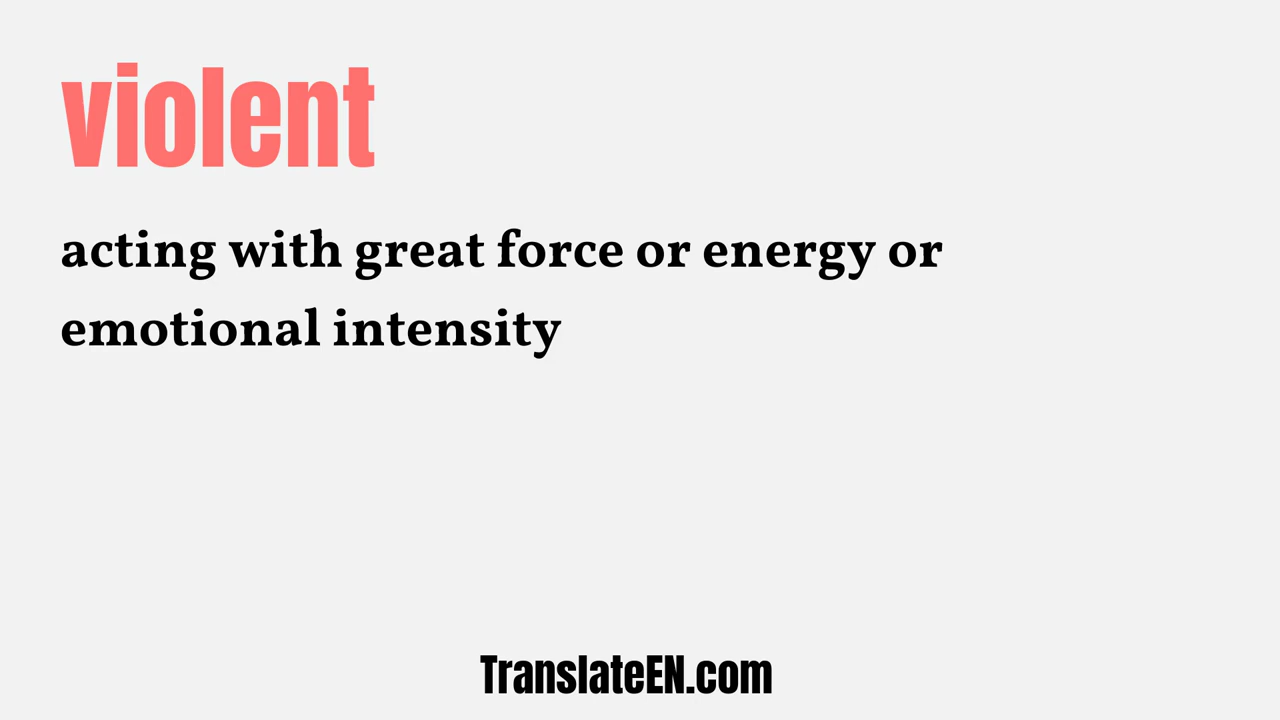 violent
acting with great force or energy or
emotional intensity
TranslateEN.com